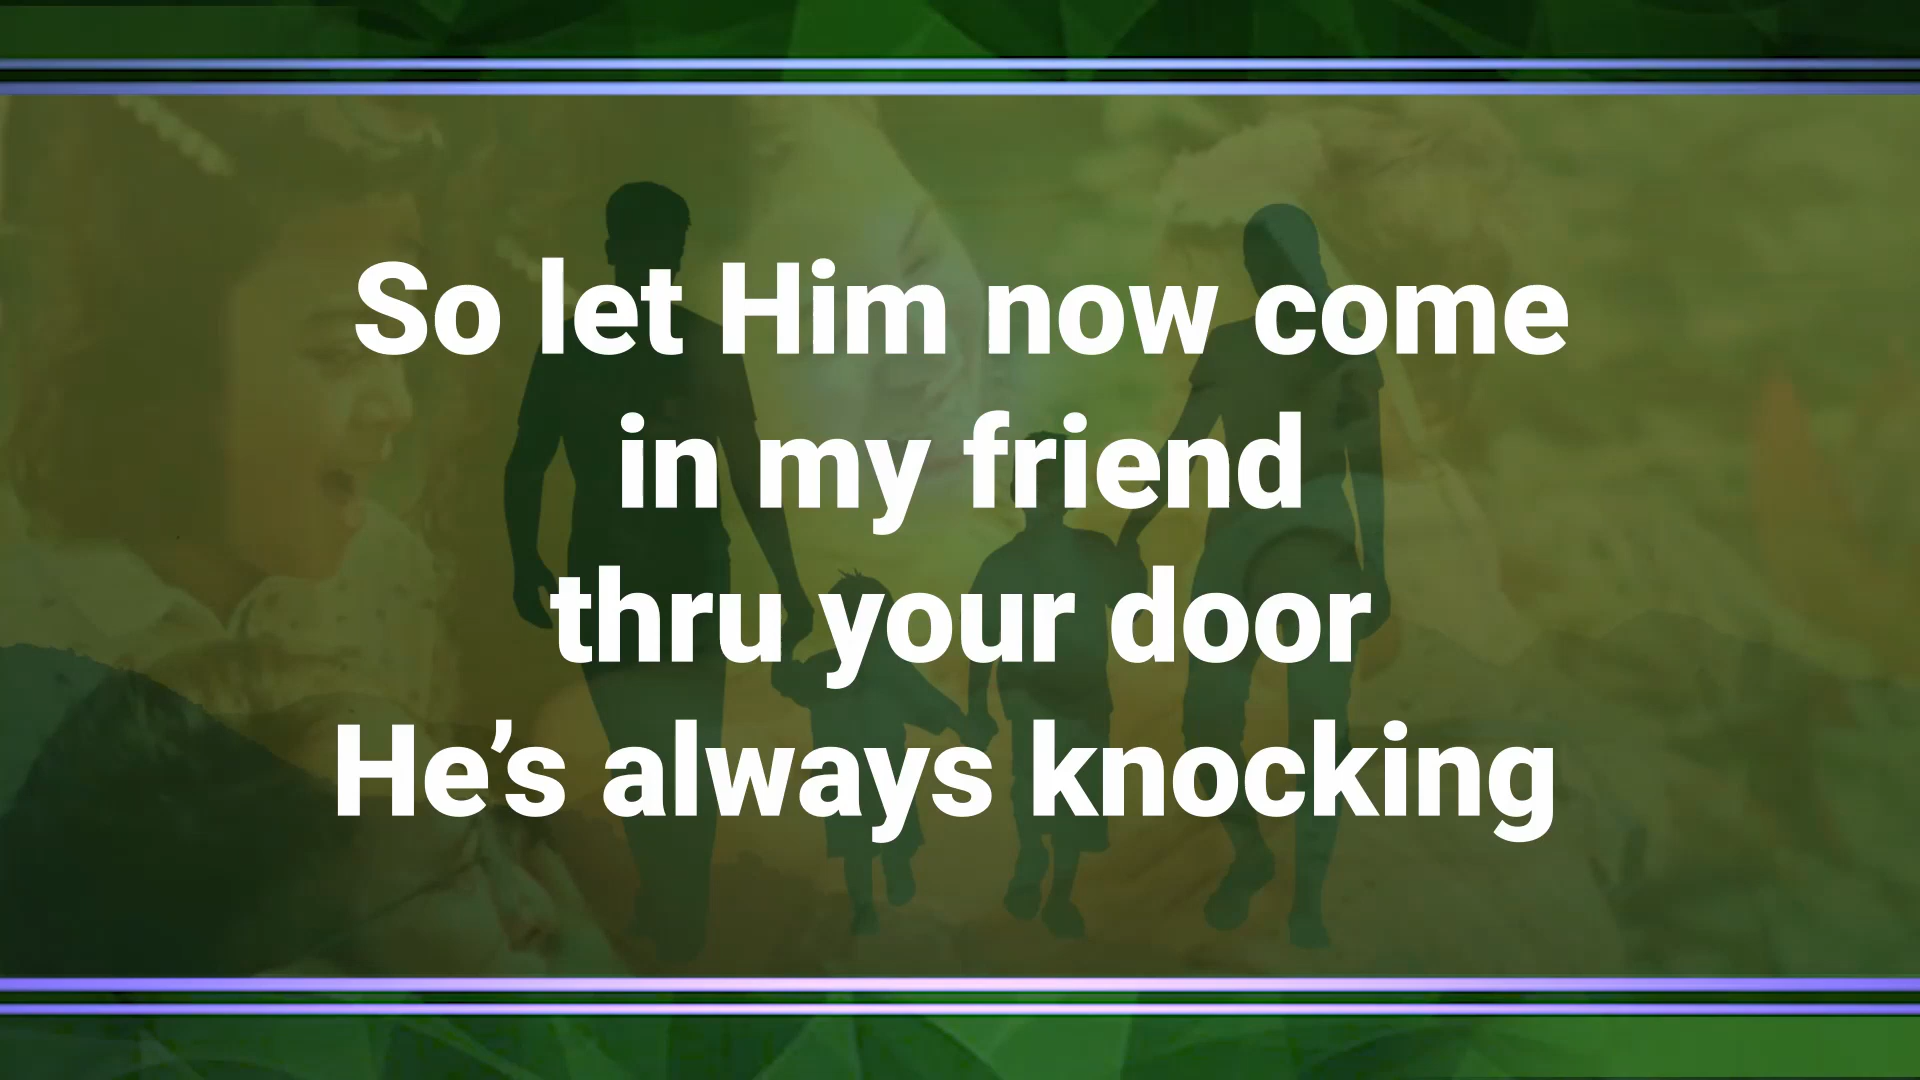 So let Him now come
in my friend
thru your door
He’s always knocking